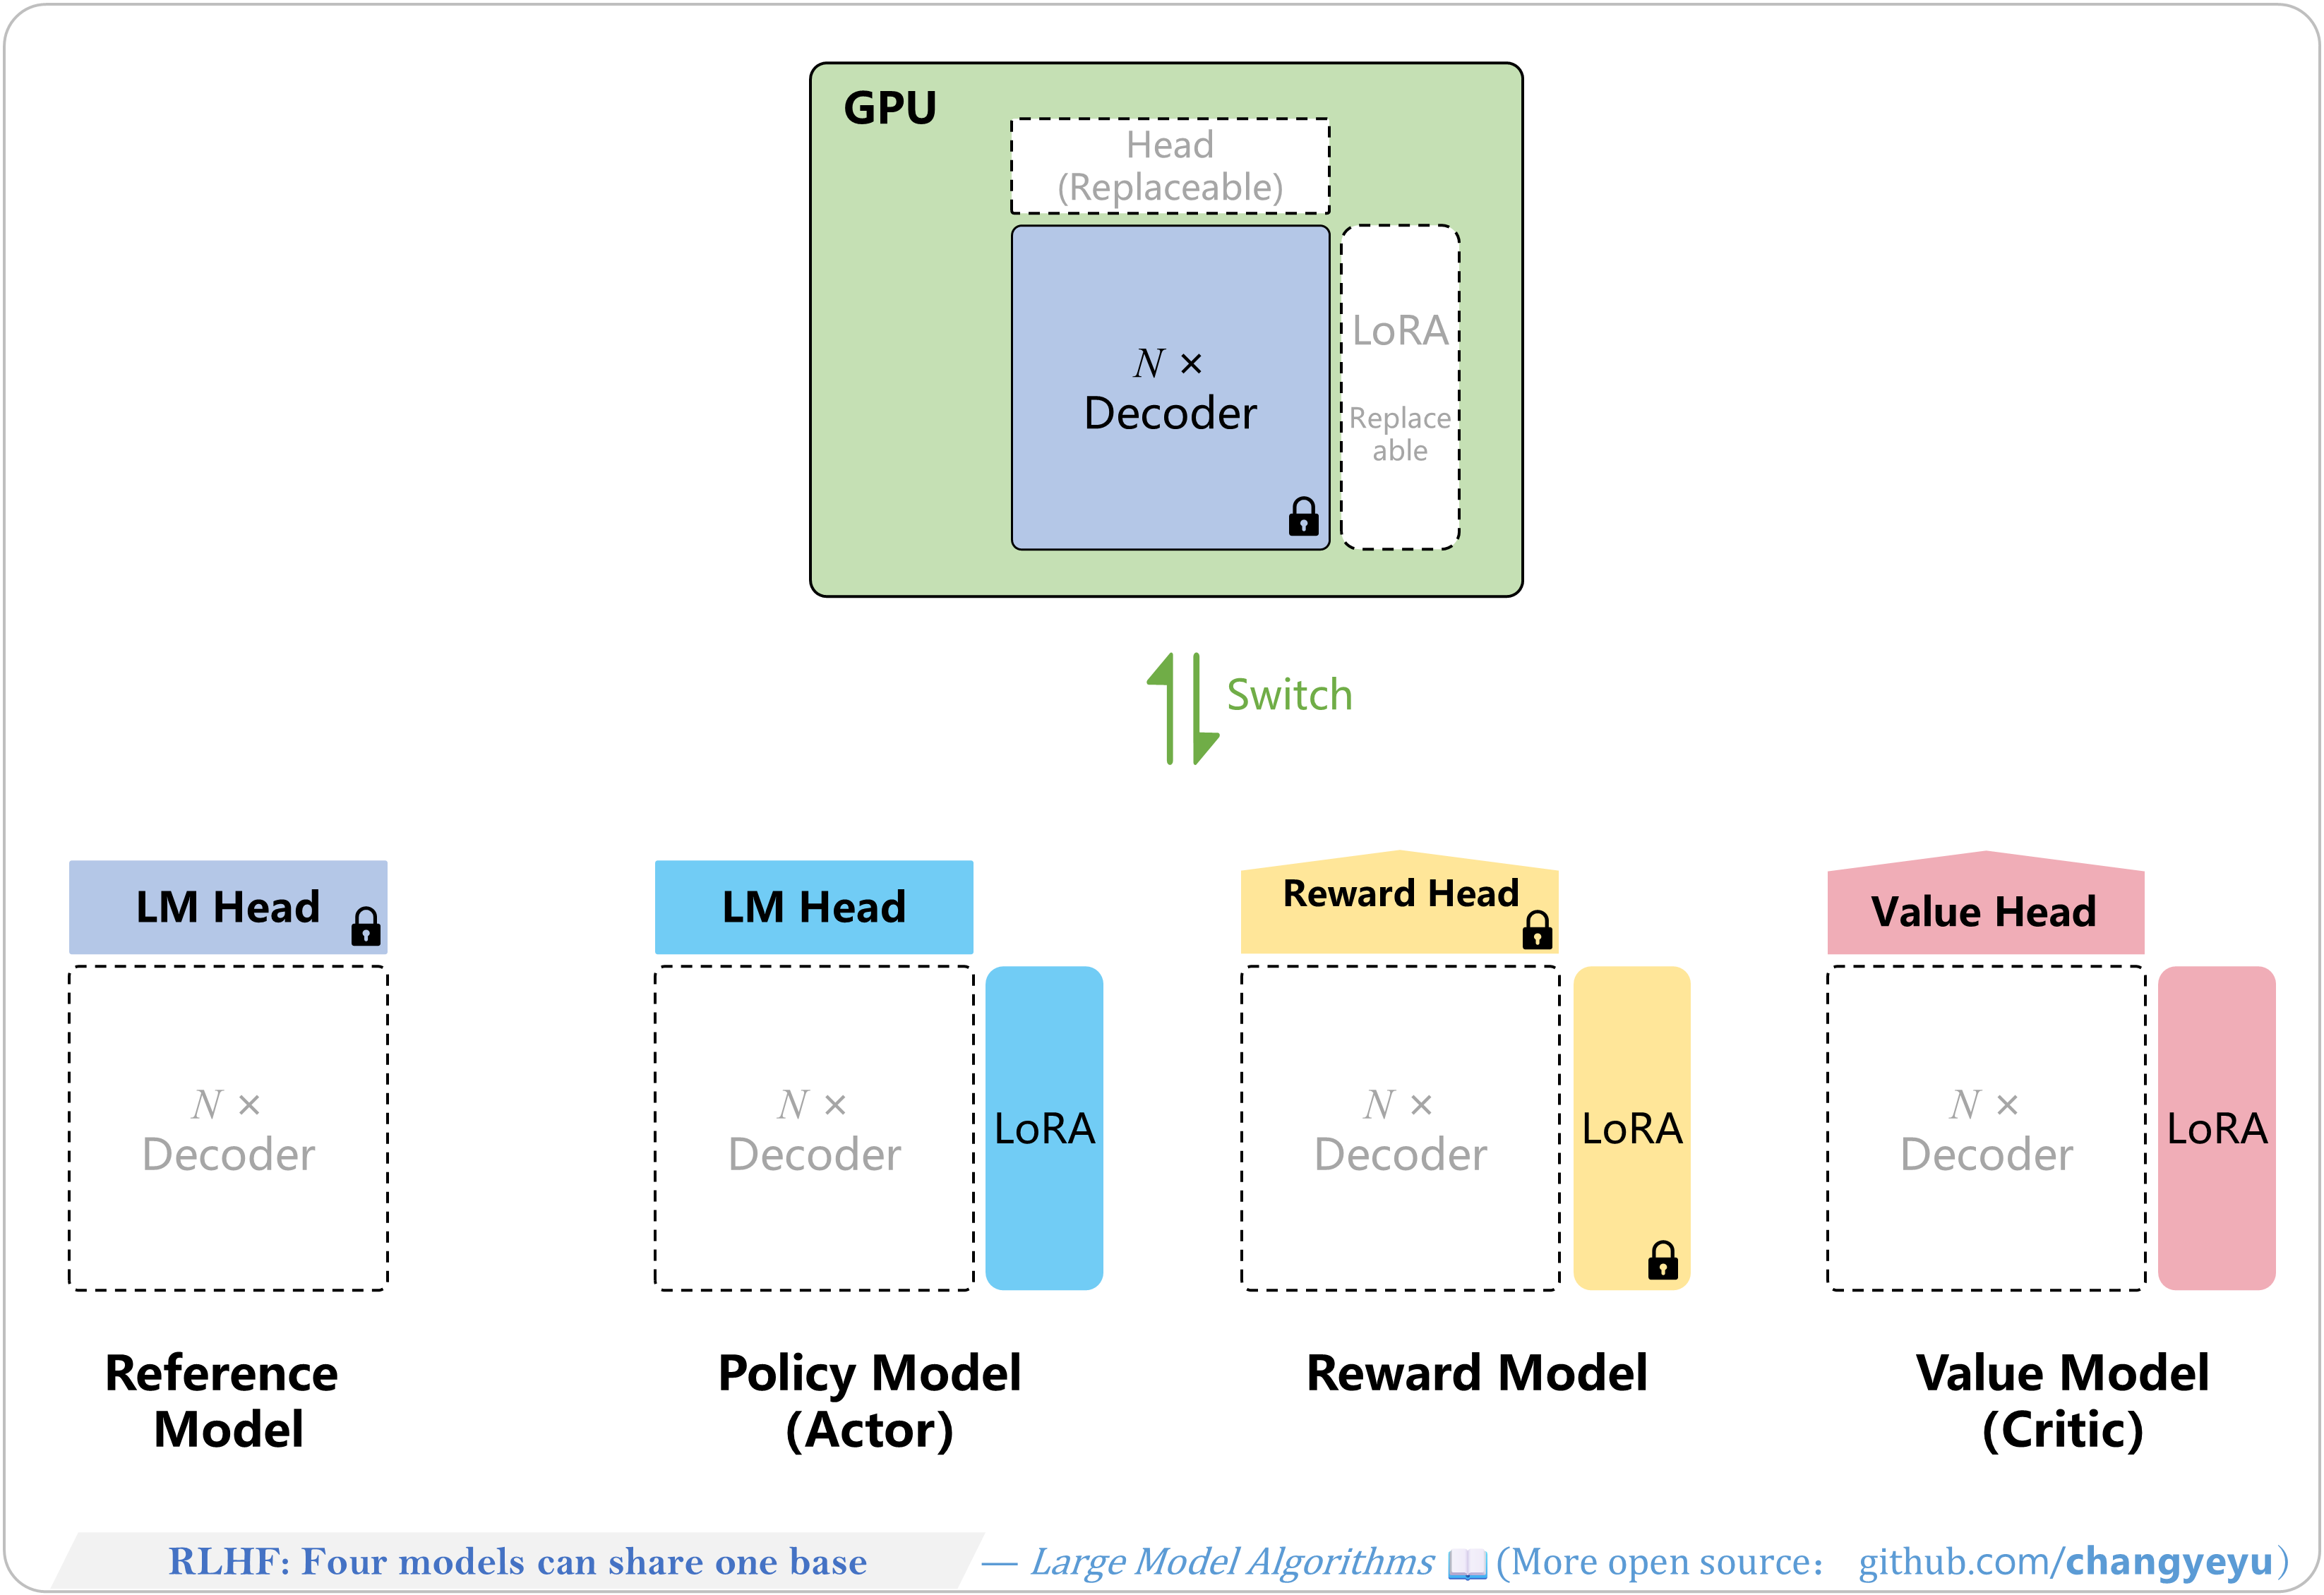 GPU
Head
(Replaceable)
N ×
Decoder
LoRA
Replace
able
Switch
LM Head
N ×
Decoder
Reference
Model
LM Head
N ×
Decoder
LoRA
Policy Model
(Actor)
Reward Head
N ×
Decoder
LoRA
Reward Model
Value Head
N ×
Decoder
LoRA
Value Model
(Critic)
RLHF: Four models can share one base — Large Model Algorithms 📖 (More open source： github.com/changyeyu)